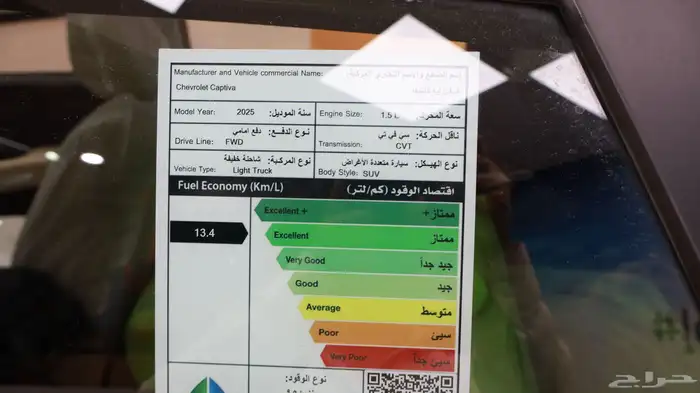 Manufacturer and Vehicle commercial Name:
Chevrolet Captiva
Model Year: 2025 سنة الموديل:
Engine Size: 1.5 سعة المحرك:
Drive Line: FWD نوع الدفع: دفع امامي
Transmission: CVT ناقل الحركة: سي في تي
Vehicle Type: Light Truck نوع المركبة: شاحنة خفيفة
Body Style: SUV نوع الهيكل: سيارة متعددة الأغراض
Fuel Economy (Km/L) اقتصاد الوقود (كم/لتر)
Excellent + ممتاز+
13.4
Excellent ممتاز
Very Good جيد جداً
Good جيد
Average متوسط
Poor سيئ
Very Poor سيئ جداً
نوع الوقود:
حراج